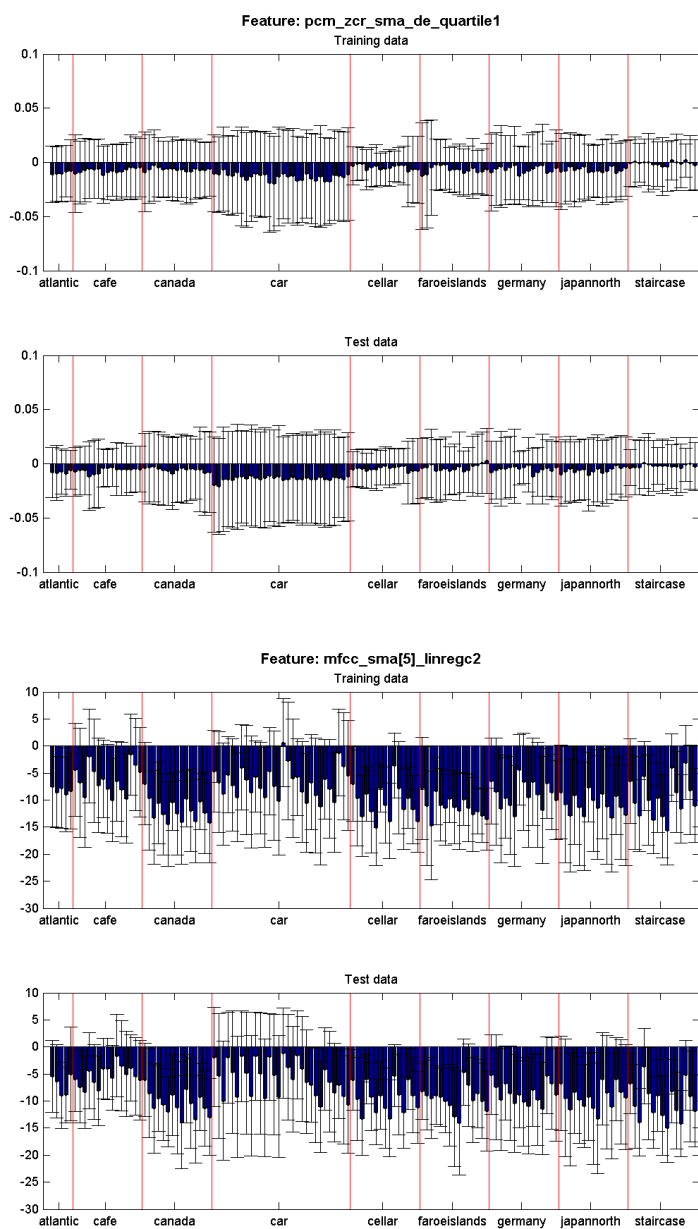 Feature: pcm_zcr_sma_de_quartile1
Training data
0.1
0.05
0
-0.05
-0.1
atlantic cafe canada car cellar faroeislands germany japannorth staircase
Test data
0.1
0.05
0
-0.05
-0.1
atlantic cafe canada car cellar faroeislands germany japannorth staircase
Feature: mfcc_sma[5]_linregc2
Training data
10
5
0
-5
-10
-15
-20
-25
-30
atlantic cafe canada car cellar faroeislands germany japannorth staircase
Test data
10
5
0
-5
-10
-15
-20
-25
-30
atlantic cafe canada car cellar faroeislands germany japannorth staircase